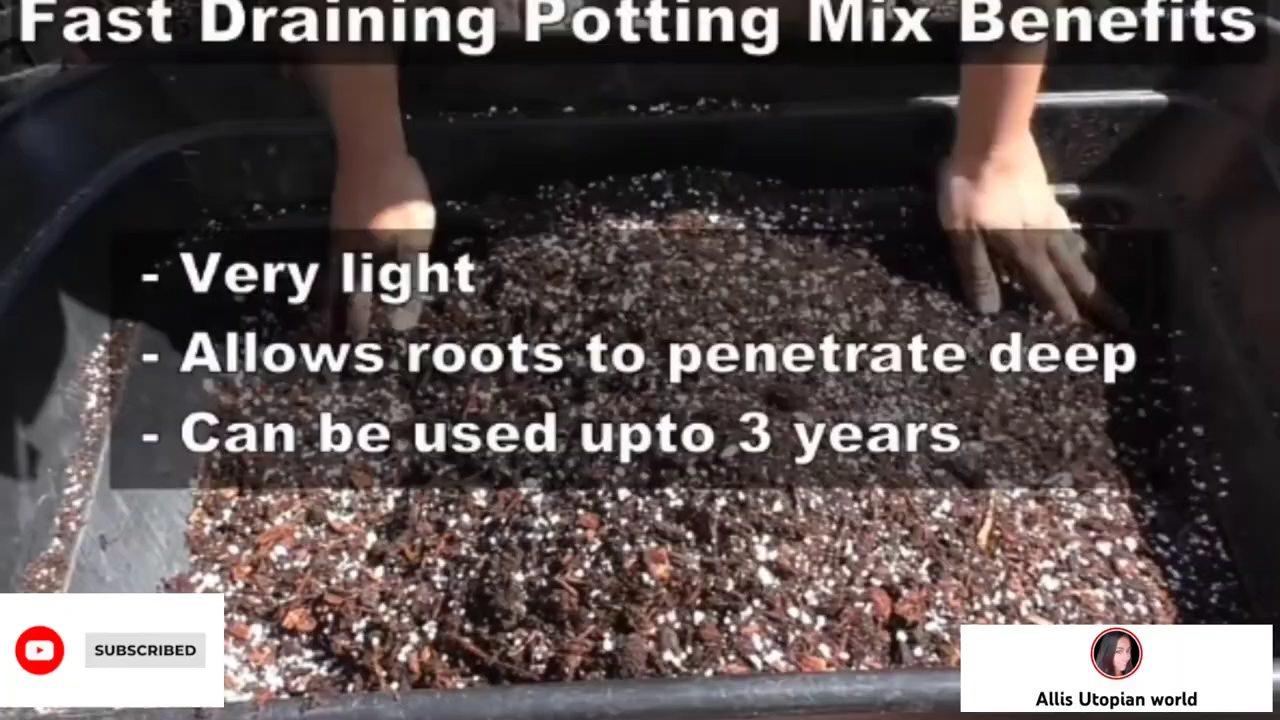 Fast Draining Potting Mix Benefits
- Very light
- Allows roots to penetrate deep
- Can be used upto 3 years
SUBSCRIBED
Allis Utopian world